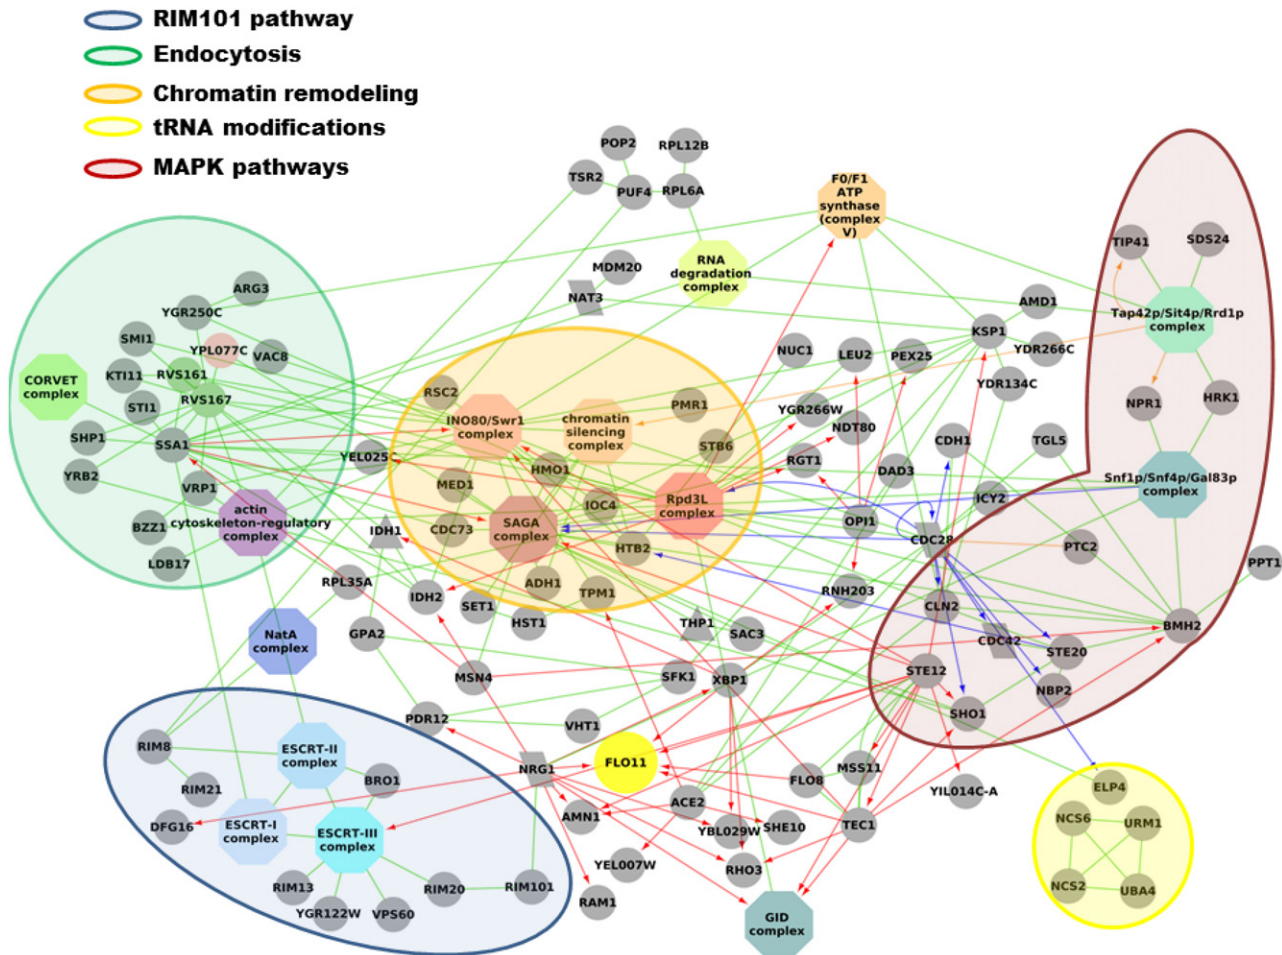 RIM101 pathway
Endocytosis
Chromatin remodeling
tRNA modifications
MAPK pathways
POP2
RPL12B
TSR2
PUF4
RPL6A
F0/F1
ATP
synthase
(complex
V)
TIP41
SDS24
RNA
degradation
complex
MDM20
NAT3
ARG3
YGR250C
AMD1
KSP1
Tap42p/Sit4p/Rrd1p
complex
SMI1
YPL077C
VAC8
NUC1
LEU2
PEX25
YDR266C
CORVET
complex
KTI11
RVS161
RVS167
STI1
RSC2
YDR134C
NPR1
HRK1
PMR1
YGR266W
NDT80
INO80/Swr1
complex
chromatin
silencing
complex
SHP1
SSA1
STB6
CDH1
TGL5
YEL025C
HMO1
RGT1
DAD3
YRB2
VRP1
MED1
Snf1p/Snf4p/Gal83p
complex
ICY2
IOC4
Rpd3L
complex
BZZ1
actin
cytoskeleton-regulatory
complex
IDH1
CDC73
SAGA
complex
OPI1
CDC28
HTB2
PTC2
LDB17
PPT1
RPL35A
ADH1
TPM1
RNH203
IDH2
SET1
CLN2
HST1
THP1
SAC3
BMH2
NatA
complex
GPA2
CDC42
STE20
MSN4
SFK1
XBP1
STE12
NBP2
PDR12
VHT1
SHO1
RIM8
ESCRT-II
complex
FLO11
NRG1
MSS11
BRO1
FLO8
RIM21
YIL014C-A
ELP4
ACE2
DFG16
ESCRT-I
complex
ESCRT-III
complex
AMN1
YBL029W
SHE10
TEC1
NCS6
URM1
YEL007W
RHO3
RIM13
RIM20
RIM101
NCS2
UBA4
YGR122W
VPS60
RAM1
GID
complex